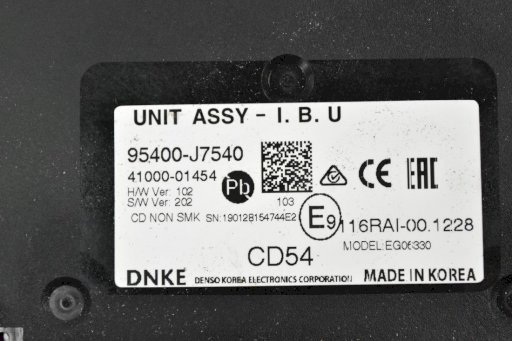 UNIT ASSY - I. B. U
95400-J7540
41000-01454
H/W Ver: 102
S/W Ver: 202
Pb
103
CE EAC
CD NON SMK SN:190128154744E2
E9 116RAI-00.1228
MODEL:EG06330
CD54
DNKE DENSO KOREA ELECTRONICS CORPORATION MADE IN KOREA